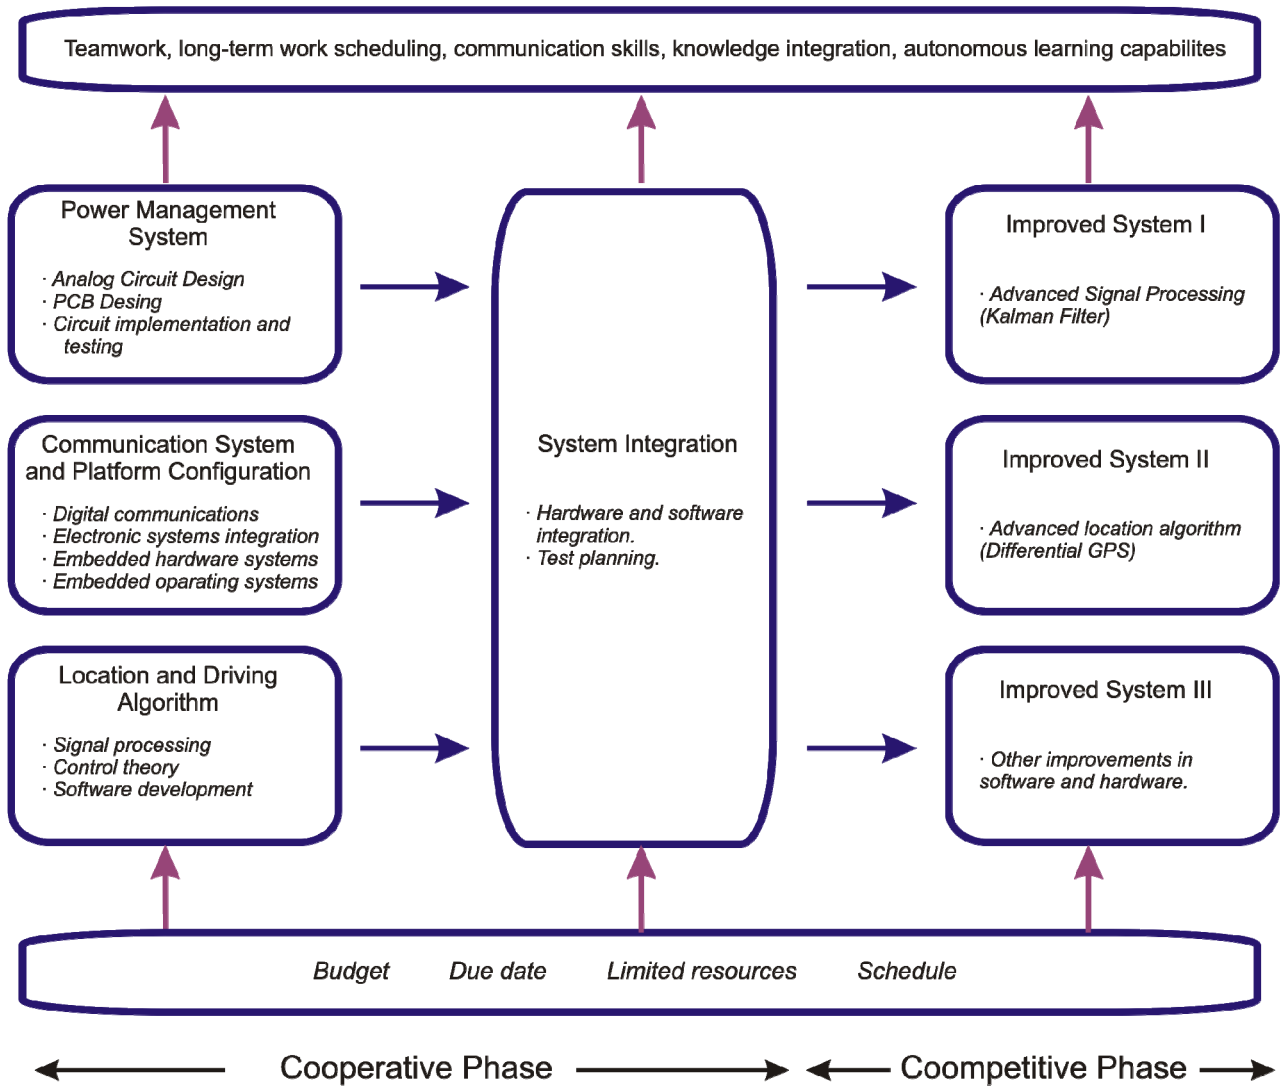 Teamwork, long-term work scheduling, communication skills, knowledge integration, autonomous learning capabilites
Power Management
System
· Analog Circuit Design
· PCB Desing
· Circuit implementation and
testing
Communication System
and Platform Configuration
· Digital communications
· Electronic systems integration
· Embedded hardware systems
· Embedded oparating systems
Location and Driving
Algorithm
· Signal processing
· Control theory
· Software development
System Integration
· Hardware and software
integration.
· Test planning.
Improved System I
· Advanced Signal Processing
(Kalman Filter)
Improved System II
· Advanced location algorithm
(Differential GPS)
Improved System III
· Other improvements in
software and hardware.
Budget Due date Limited resources Schedule
Cooperative Phase Coompetitive Phase